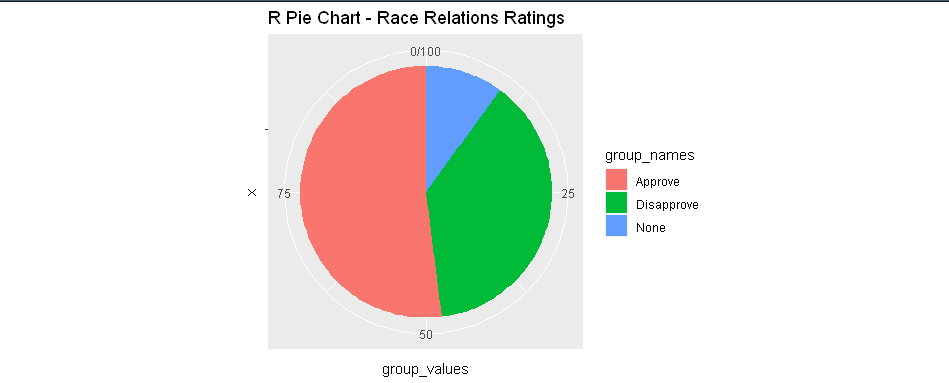 R Pie Chart - Race Relations Ratings
0/100
group_names
Approve
x
75
25
Disapprove
None
50
group_values